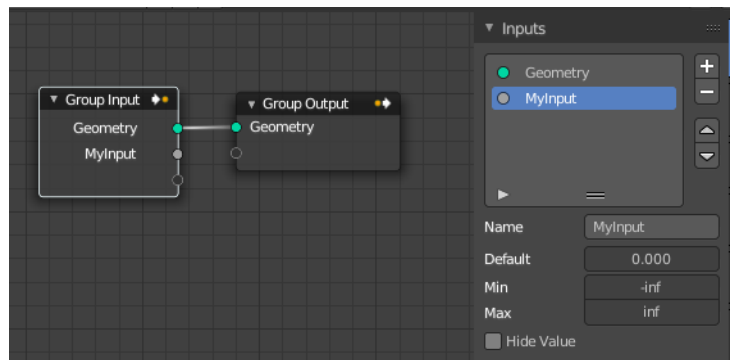 Group Input
Geometry
MyInput
Group Output
Geometry
Inputs
Geometry
MyInput
Name MyInput
Default 0.000
Min -inf
Max inf
Hide Value